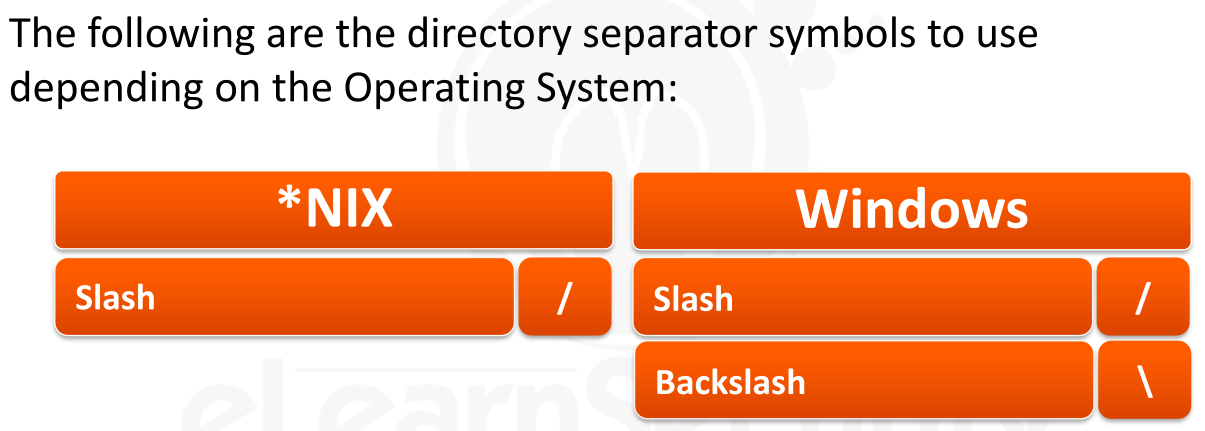 The following are the directory separator symbols to use
depending on the Operating System:
*NIX
Windows
Slash /
Slash /
Backslash \